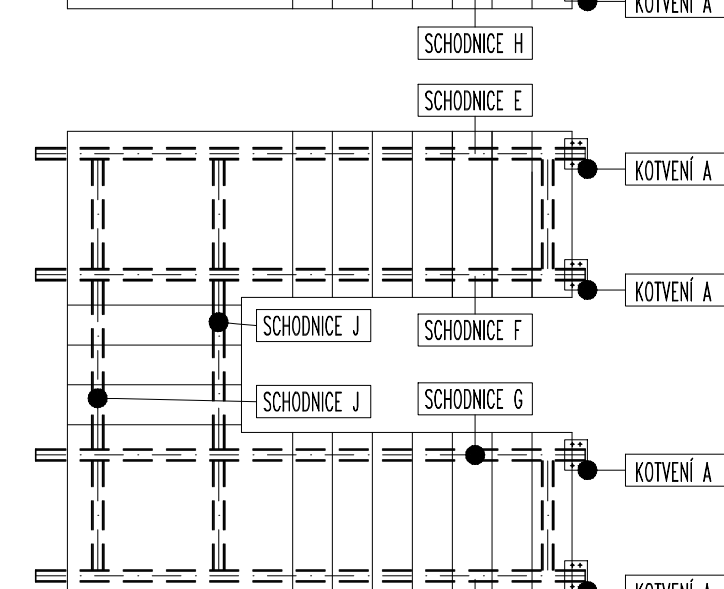 KOTVENÍ A
SCHODNICE H
SCHODNICE E
KOTVENÍ A
KOTVENÍ A
SCHODNICE J
SCHODNICE F
SCHODNICE J
SCHODNICE G
KOTVENÍ A
KOTVENÍ A